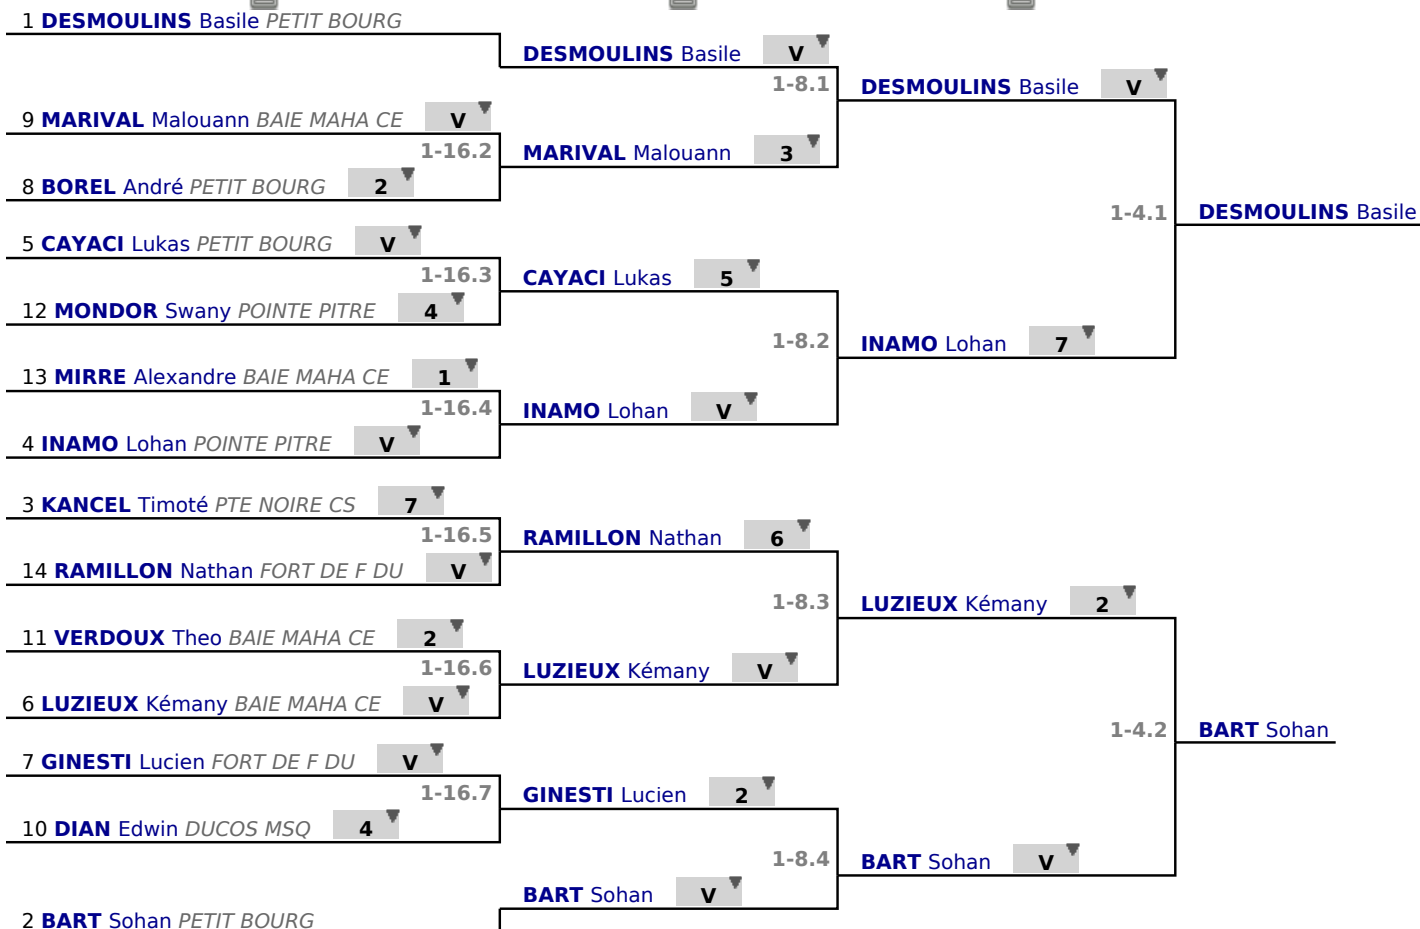 1 DESMOULINS Basile PETIT BOURG
DESMOULINS Basile V
1-8.1
DESMOULINS Basile V
9 MARIVAL Malouann BAIE MAHA CE V
1-16.2
MARIVAL Malouann 3
8 BOREL André PETIT BOURG 2
1-4.1
DESMOULINS Basile
5 CAYACI Lukas PETIT BOURG V
1-16.3
CAYACI Lukas 5
12 MONDOR Swany POINTE PITRE 4
1-8.2
INAMO Lohan 7
13 MIRRE Alexandre BAIE MAHA CE 1
1-16.4
INAMO Lohan V
4 INAMO Lohan POINTE PITRE V
3 KANCEL Timoté PTE NOIRE CS 7
1-16.5
RAMILLON Nathan 6
14 RAMILLON Nathan FORT DE F DU V
1-8.3
LUZIEUX Kémany 2
11 VERDOUX Theo BAIE MAHA CE 2
1-16.6
LUZIEUX Kémany V
6 LUZIEUX Kémany BAIE MAHA CE V
1-4.2
BART Sohan
7 GINESTI Lucien FORT DE F DU V
1-16.7
GINESTI Lucien 2
10 DIAN Edwin DUCOS MSQ 4
1-8.4
BART Sohan V
BART Sohan V
2 BART Sohan PETIT BOURG